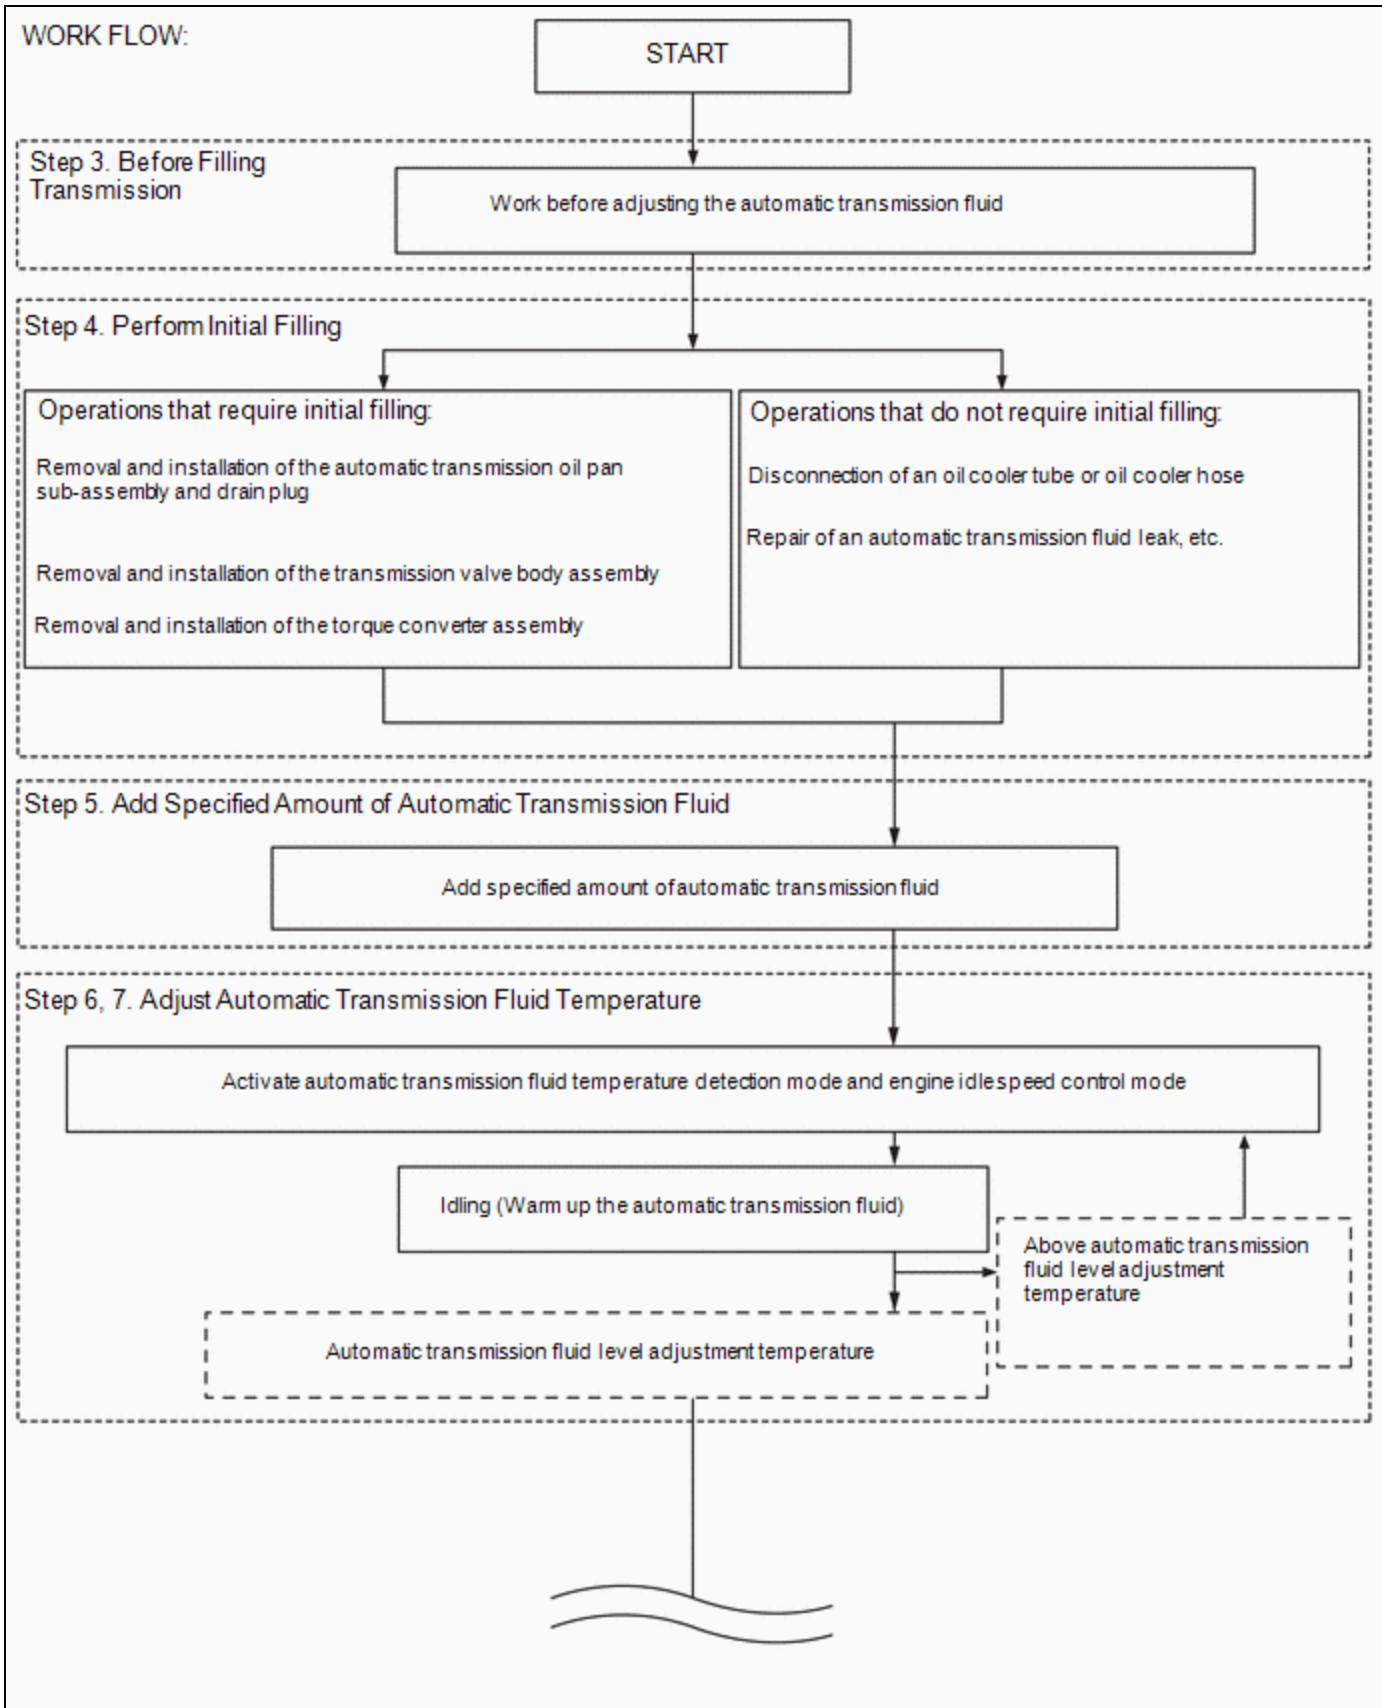 WORK FLOW:
START
Step 3. Before Filling
Transmission
Work before adjusting the automatic transmission fluid
Step 4. Perform Initial Filling
Operations that require initial filling:
Removal and installation of the automatic transmission oil pan
sub-assembly and drain plug
Removal and installation of the transmission valve body assembly
Removal and installation of the torque converter assembly
Operations that do not require initial filling:
Disconnection of an oil cooler tube or oil cooler hose
Repair of an automatic transmission fluid leak, etc.
Step 5. Add Specified Amount of Automatic Transmission Fluid
Add specified amount of automatic transmission fluid
Step 6, 7. Adjust Automatic Transmission Fluid Temperature
Activate automatic transmission fluid temperature detection mode and engine idle speed control mode
Idling (Warm up the automatic transmission fluid)
Above automatic transmission
fluid level adjustment
temperature
Automatic transmission fluid level adjustment temperature